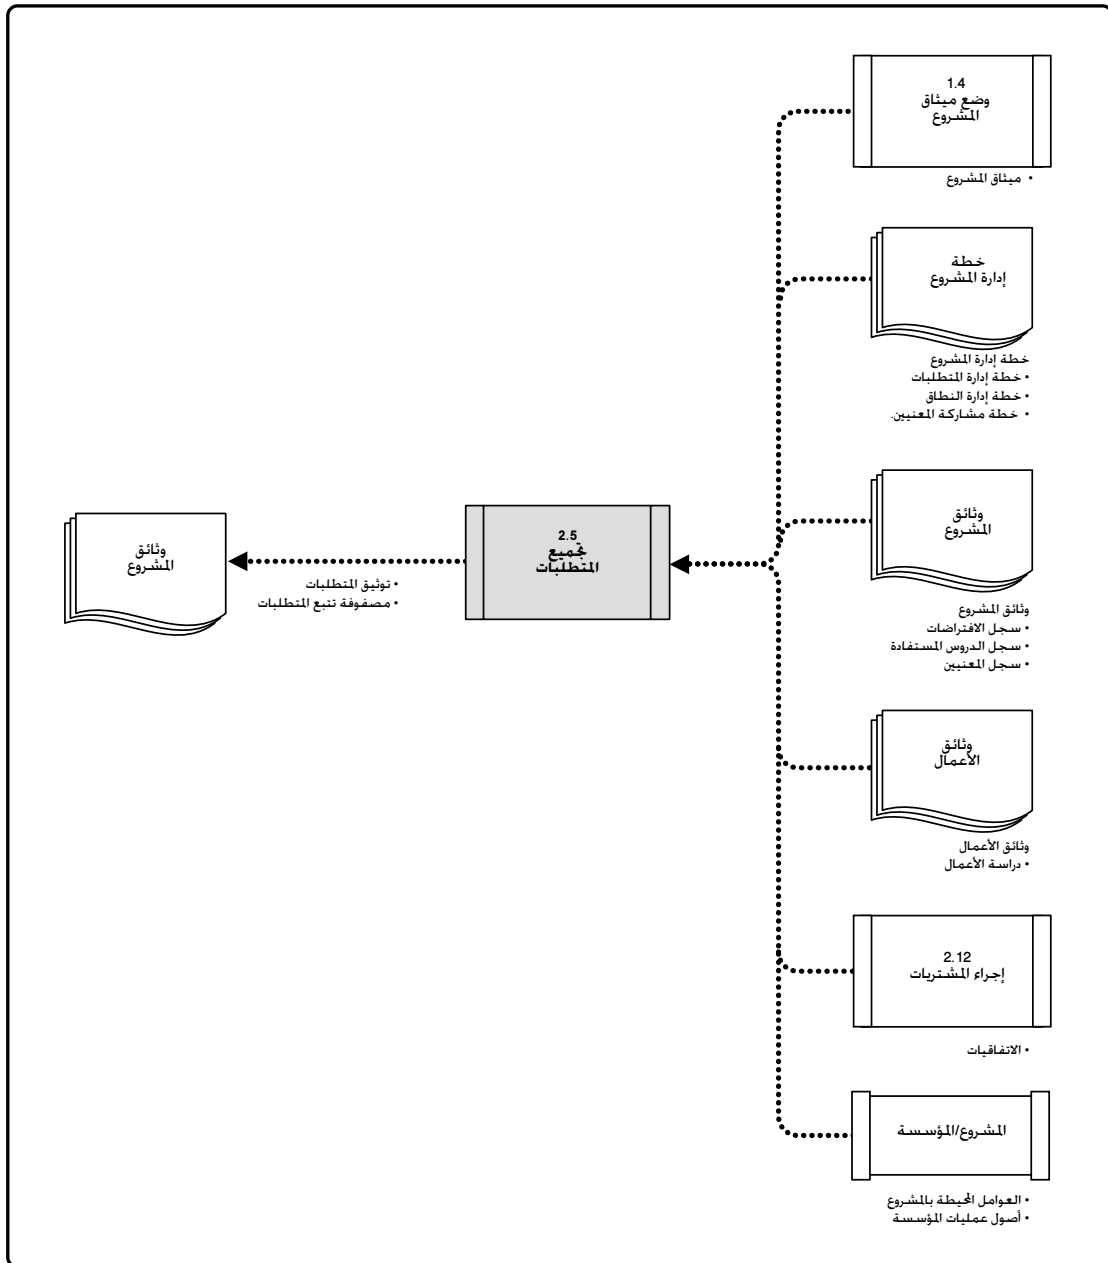 1.4
وضع ميثاق
المشروع
• ميثاق المشروع
خطة
إدارة المشروع
خطة إدارة المشروع
• خطة إدارة المتطلبات
• خطة إدارة النطاق
• خطة مشاركة المعنيين.
وثائق
المشروع
وثائق المشروع
• سجل الافتراضات
• سجل الدروس المستفادة
• سجل المعنيين
وثائق
الأعمال
وثائق الأعمال
• دراسة الأعمال
2.12
إجراء المشتريات
• الاتفاقيات
المشروع/المؤسسة
• العوامل المحيطة بالمشروع
• أصول عمليات المؤسسة
2.5
تجميع
المتطلبات
• توثيق المتطلبات
• مصفوفة تتبع المتطلبات
وثائق
المشروع